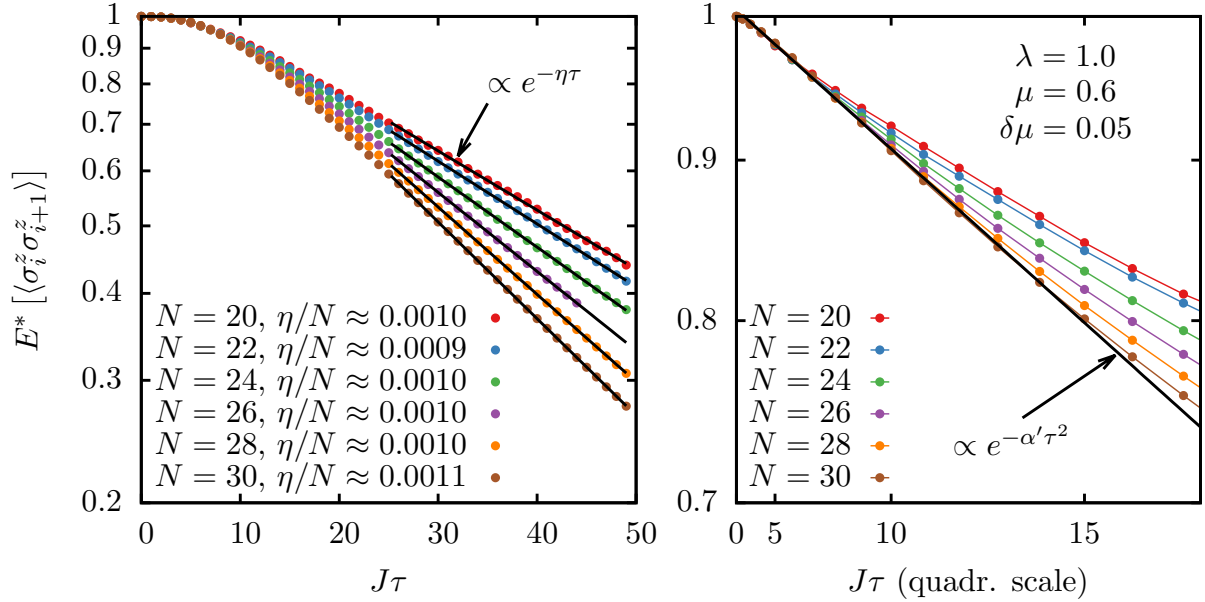 E* [⟨σ_i^z σ_{i+1}^z⟩]
1
0.9
0.8
0.7
0.6
0.5
0.4
0.3
0.2
∝ e^{−ητ}
N = 20, η/N ≈ 0.0010
N = 22, η/N ≈ 0.0009
N = 24, η/N ≈ 0.0010
N = 26, η/N ≈ 0.0010
N = 28, η/N ≈ 0.0010
N = 30, η/N ≈ 0.0011
0 10 20 30 40 50
Jτ
1
0.9
0.8
0.7
λ = 1.0
μ = 0.6
δμ = 0.05
N = 20
N = 22
N = 24
N = 26
N = 28
N = 30
∝ e^{−α′τ²}
0 5 10 15
Jτ (quadr. scale)